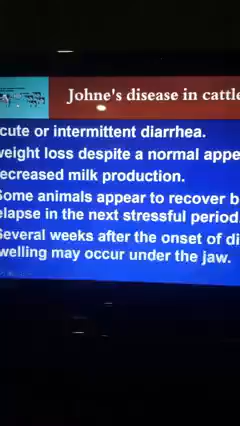 Johne's disease in cattle
cute or intermittent diarrhea.
weight loss despite a normal appe
ecreased milk production.
Some animals appear to recover b
elapse in the next stressful period.
Several weeks after the onset of di
welling may occur under the jaw.